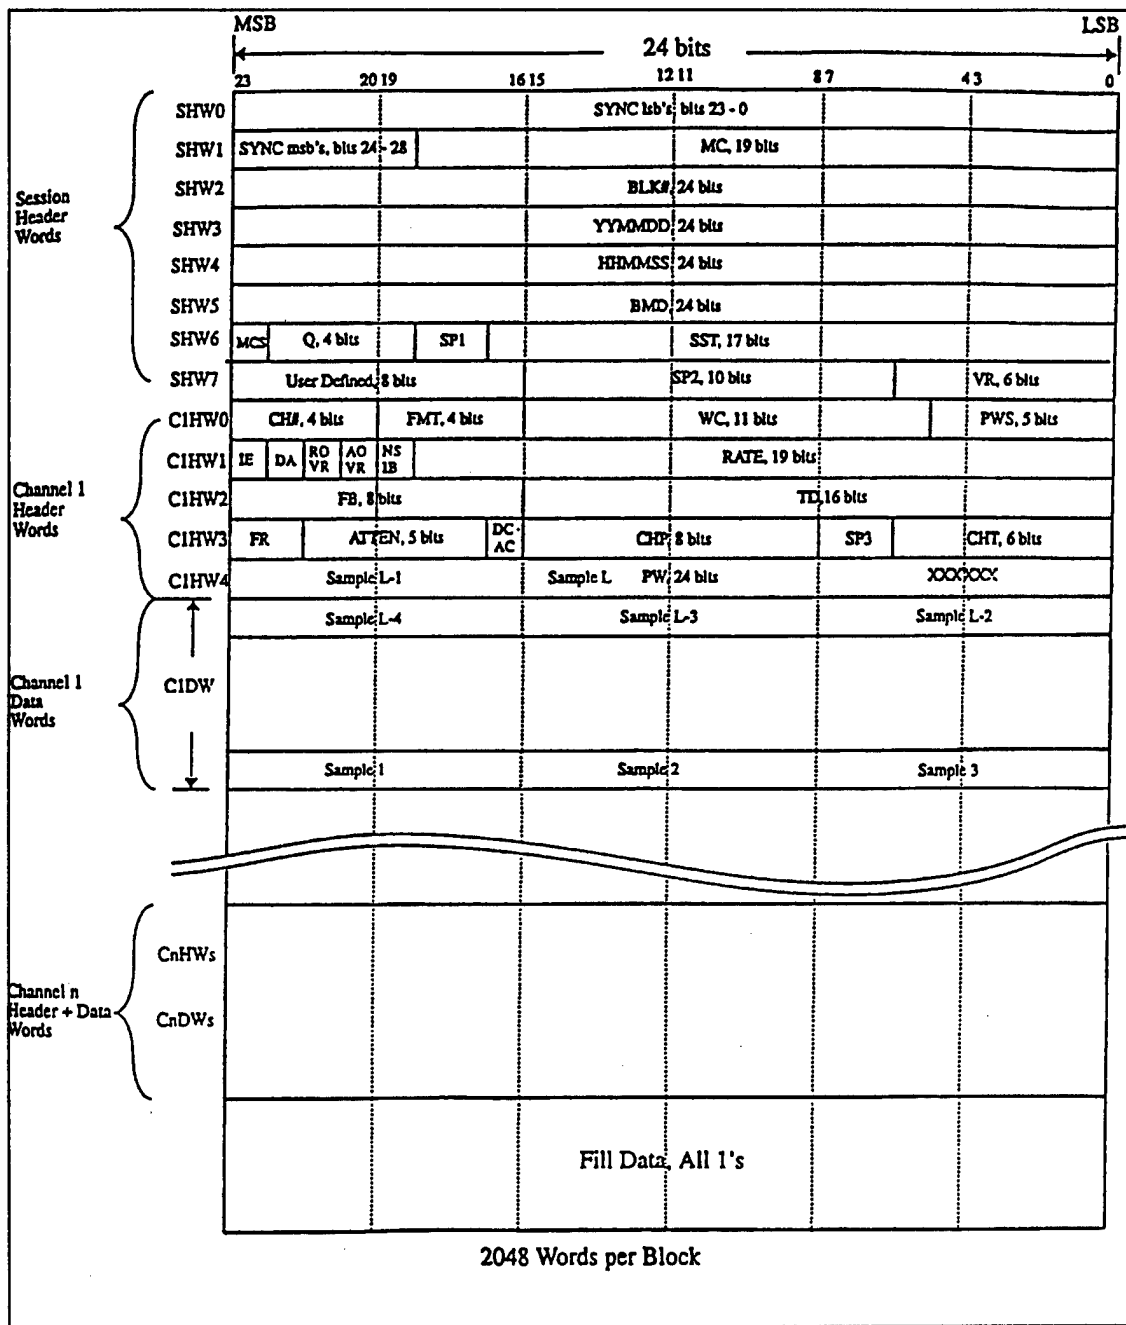 MSB LSB
24 bits
23 20 19 16 15 12 11 8 7 4 3 0
Session
Header
Words
SHW0 SYNC lsb's, bits 23 - 0
SHW1 SYNC msb's, bits 24 - 28 MC, 19 bits
SHW2 BLK#, 24 bits
SHW3 YYMMDD, 24 bits
SHW4 HHMMSS, 24 bits
SHW5 BMD, 24 bits
SHW6 MCS Q, 4 bits SP1 SST, 17 bits
SHW7 User Defined, 8 bits SP2, 10 bits VR, 6 bits
Channel 1
Header
Words
C1HW0 CH#, 4 bits FMT, 4 bits WC, 11 bits PWS, 5 bits
C1HW1 IE DA RO VR AO VR NS IB RATE, 19 bits
C1HW2 FB, 8 bits TD, 16 bits
C1HW3 FR ATTEN, 5 bits DC - AC CHP, 8 bits SP3 CHT, 6 bits
C1HW4 Sample L-1 Sample L PW, 24 bits XXXXXX
Channel 1
Data
Words
C1DW
Sample L-4 Sample L-3 Sample L-2
Sample 1 Sample 2 Sample 3
Channel n
Header + Data
Words
CnHWs
CnDWs
Fill Data, All 1's
2048 Words per Block